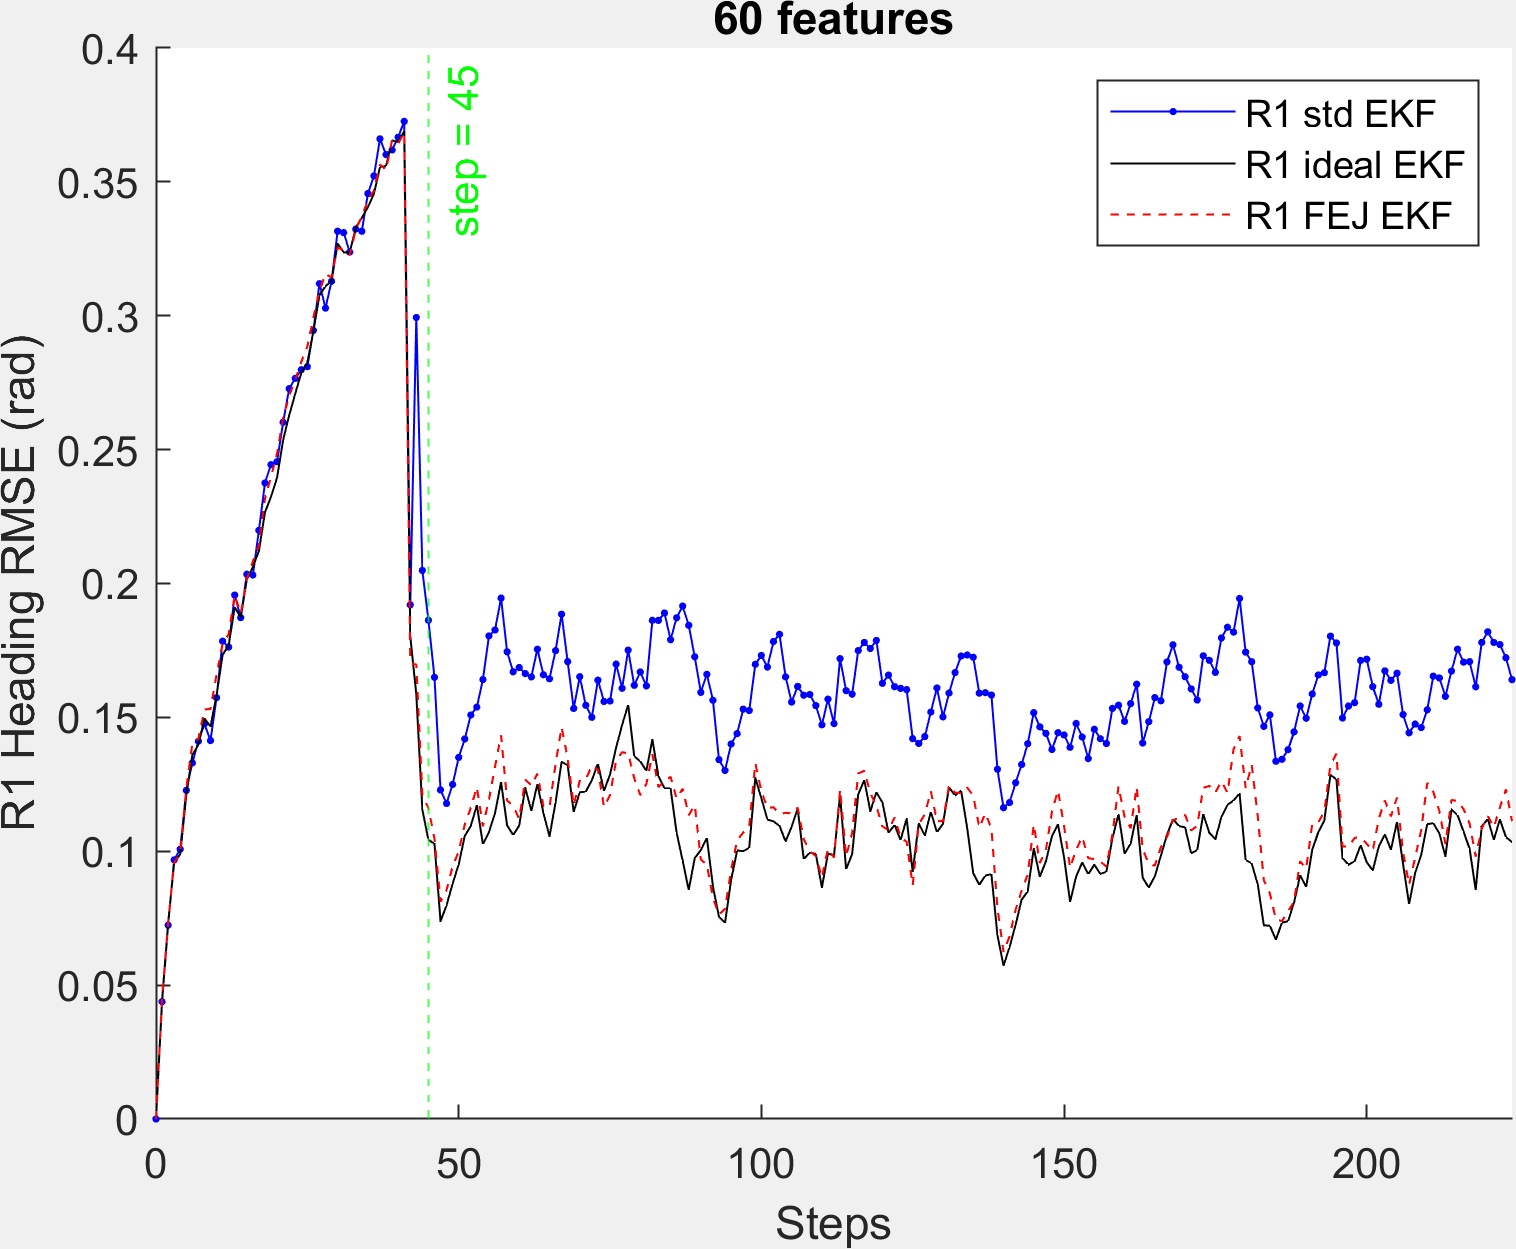 60 features
R1 Heading RMSE (rad)
0.4
0.35
0.3
0.25
0.2
0.15
0.1
0.05
0
step = 45
R1 std EKF
R1 ideal EKF
R1 FEJ EKF
0 50 100 150 200
Steps